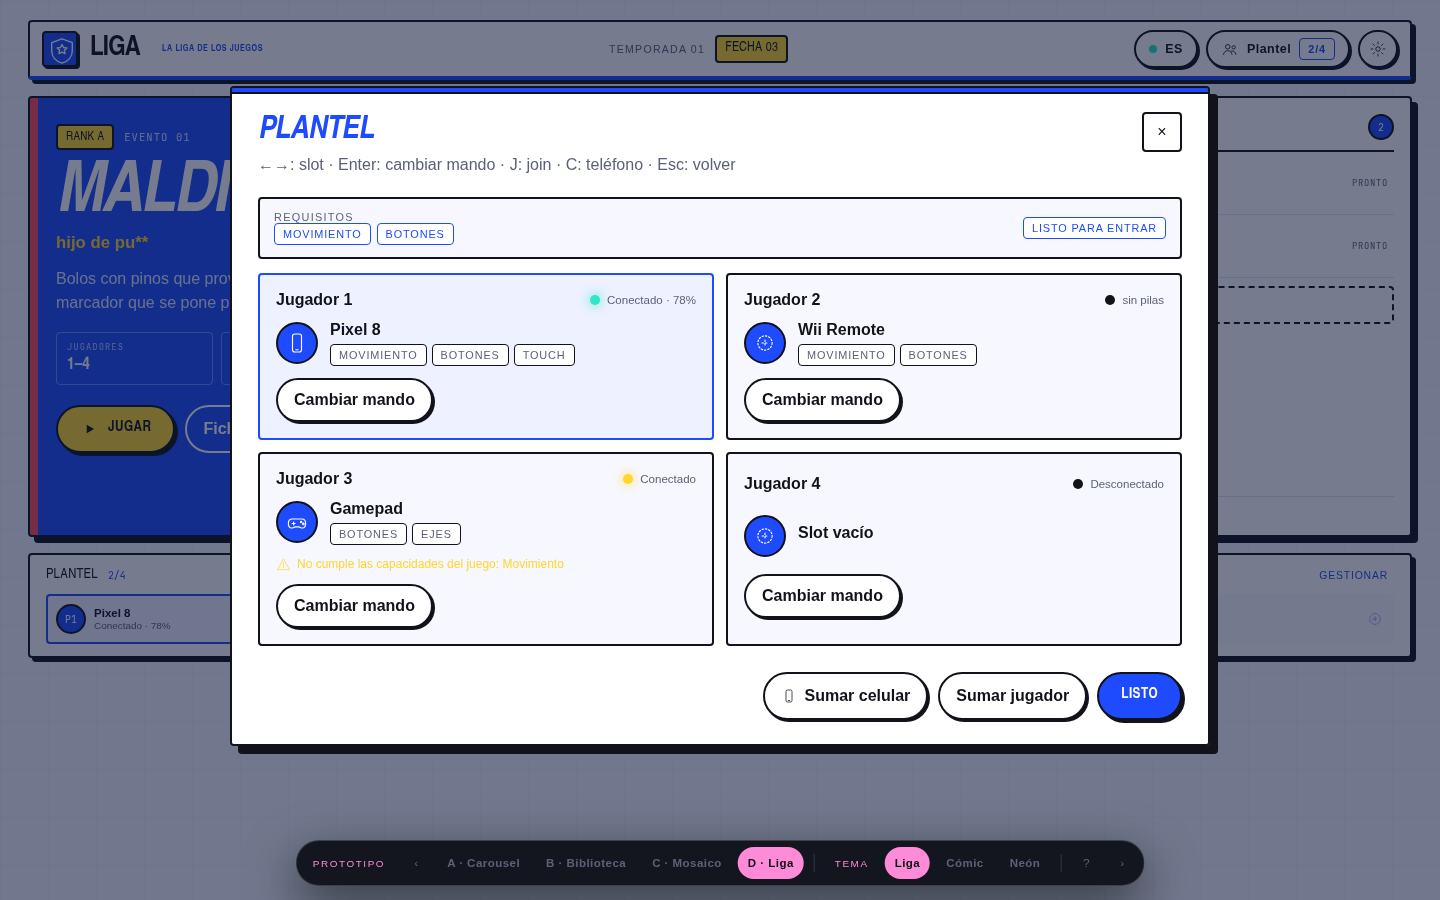 LIGA
LA LIGA DE LOS JUEGOS
TEMPORADA 01
FECHA 03
ES
Plantel 2/4
RANK A
EVENTO 01
hijo de pu**
Bolos con pinos que
marcador que se pone
JUGADORES
1–4
JUGAR
2
PRONTO
PRONTO
PLANTEL
×
←→: slot · Enter: cambiar mando · J: join · C: teléfono · Esc: volver
REQUISITOS
MOVIMIENTO BOTONES
LISTO PARA ENTRAR
Jugador 1
Conectado · 78%
Pixel 8
MOVIMIENTO BOTONES TOUCH
Cambiar mando
Jugador 2
sin pilas
Wii Remote
MOVIMIENTO BOTONES
Cambiar mando
Jugador 3
Conectado
Gamepad
BOTONES EJES
No cumple las capacidades del juego: Movimiento
Cambiar mando
Jugador 4
Desconectado
Slot vacío
Cambiar mando
Sumar celular
Sumar jugador
LISTO
PLANTEL 2/4
GESTIONAR
P1
Pixel 8
Conectado · 78%
PROTOTIPO ‹ A · Carousel B · Biblioteca C · Mosaico D · Liga TEMA Liga Cómic Neón ? ›